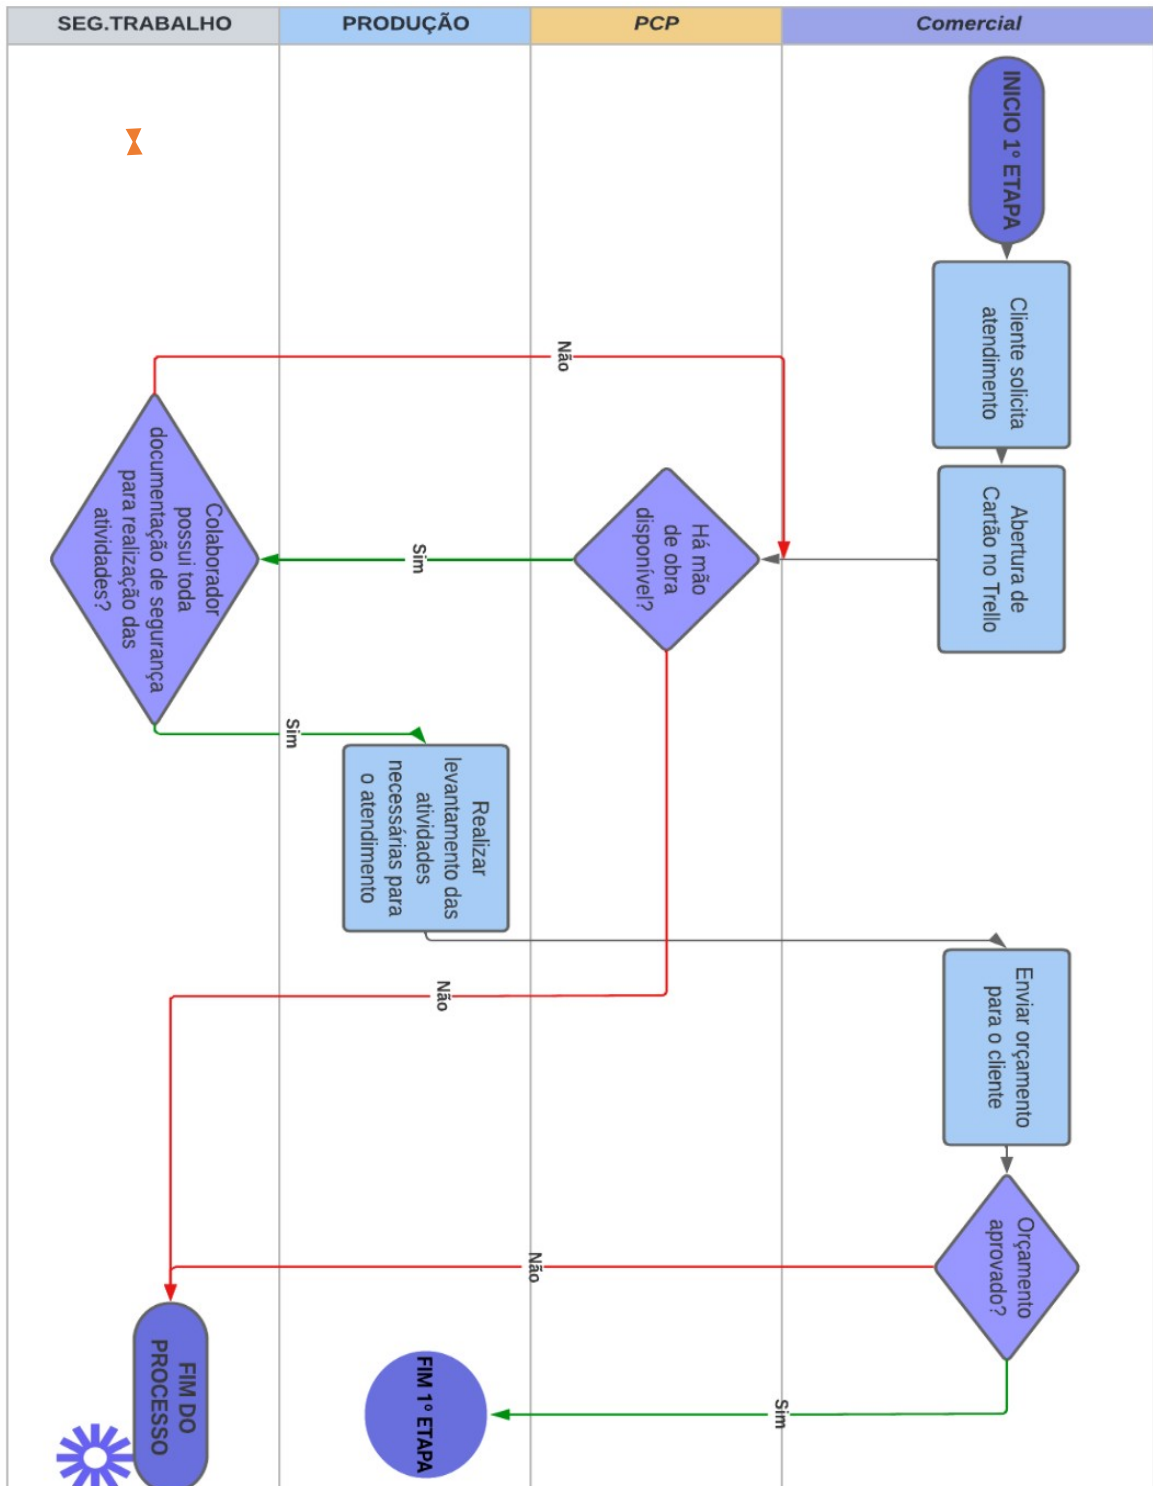 SEG.TRABALHO
PRODUÇÃO
PCP
Comercial
INICIO 1° ETAPA
Cliente solicita
atendimento
Abertura de
Cartão no Trello
Há mão
de obra
disponível?
Não
Sim
Colaborador
possui toda
documentação de segurança
para realização das
atividades?
Sim
Realizar
levantamento das
atividades
necessárias para
o atendimento
Não
Enviar orçamento
para o cliente
Orçamento
aprovado?
Não
Sim
FIM 1° ETAPA
FIM DO
PROCESSO